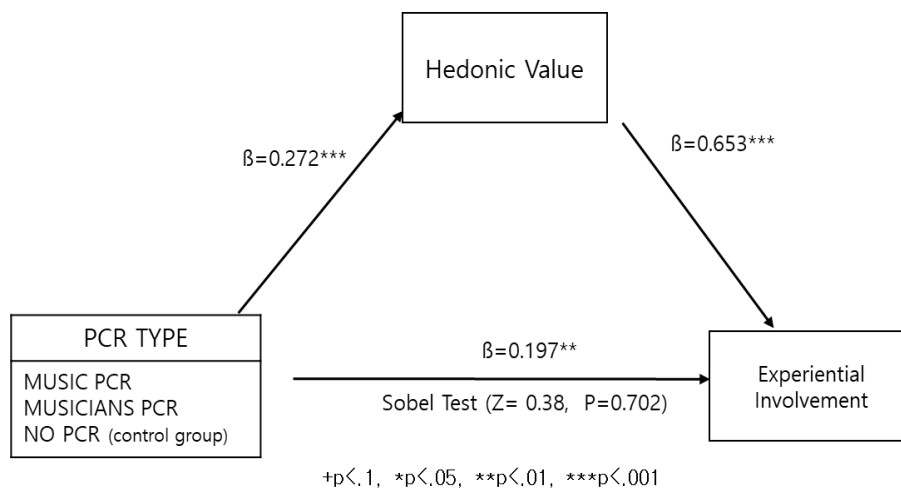 Hedonic Value
ß=0.272***
ß=0.653***
PCR TYPE
MUSIC PCR
MUSICIANS PCR
NO PCR (control group)
ß=0.197**
Sobel Test (Z= 0.38, P=0.702)
Experiential
Involvement
+p<.1, *p<.05, **p<.01, ***p<.001